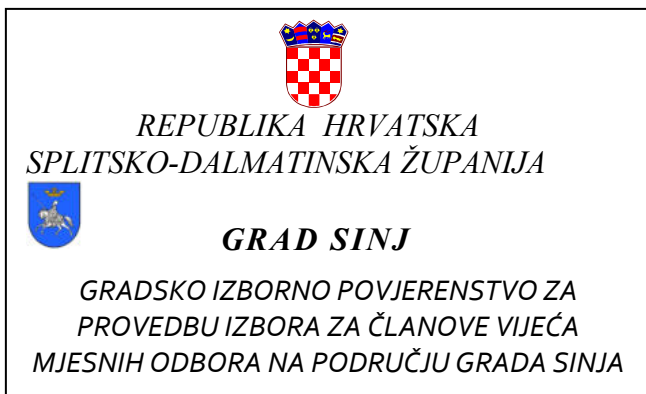 REPUBLIKA HRVATSKA
SPLITSKO-DALMATINSKA ŽUPANIJA
GRAD SINJ
GRADSKO IZBORNO POVJERENSTVO ZA
PROVEDBU IZBORA ZA ČLANOVE VIJEĆA
MJESNIH ODBORA NA PODRUČJU GRADA SINJA